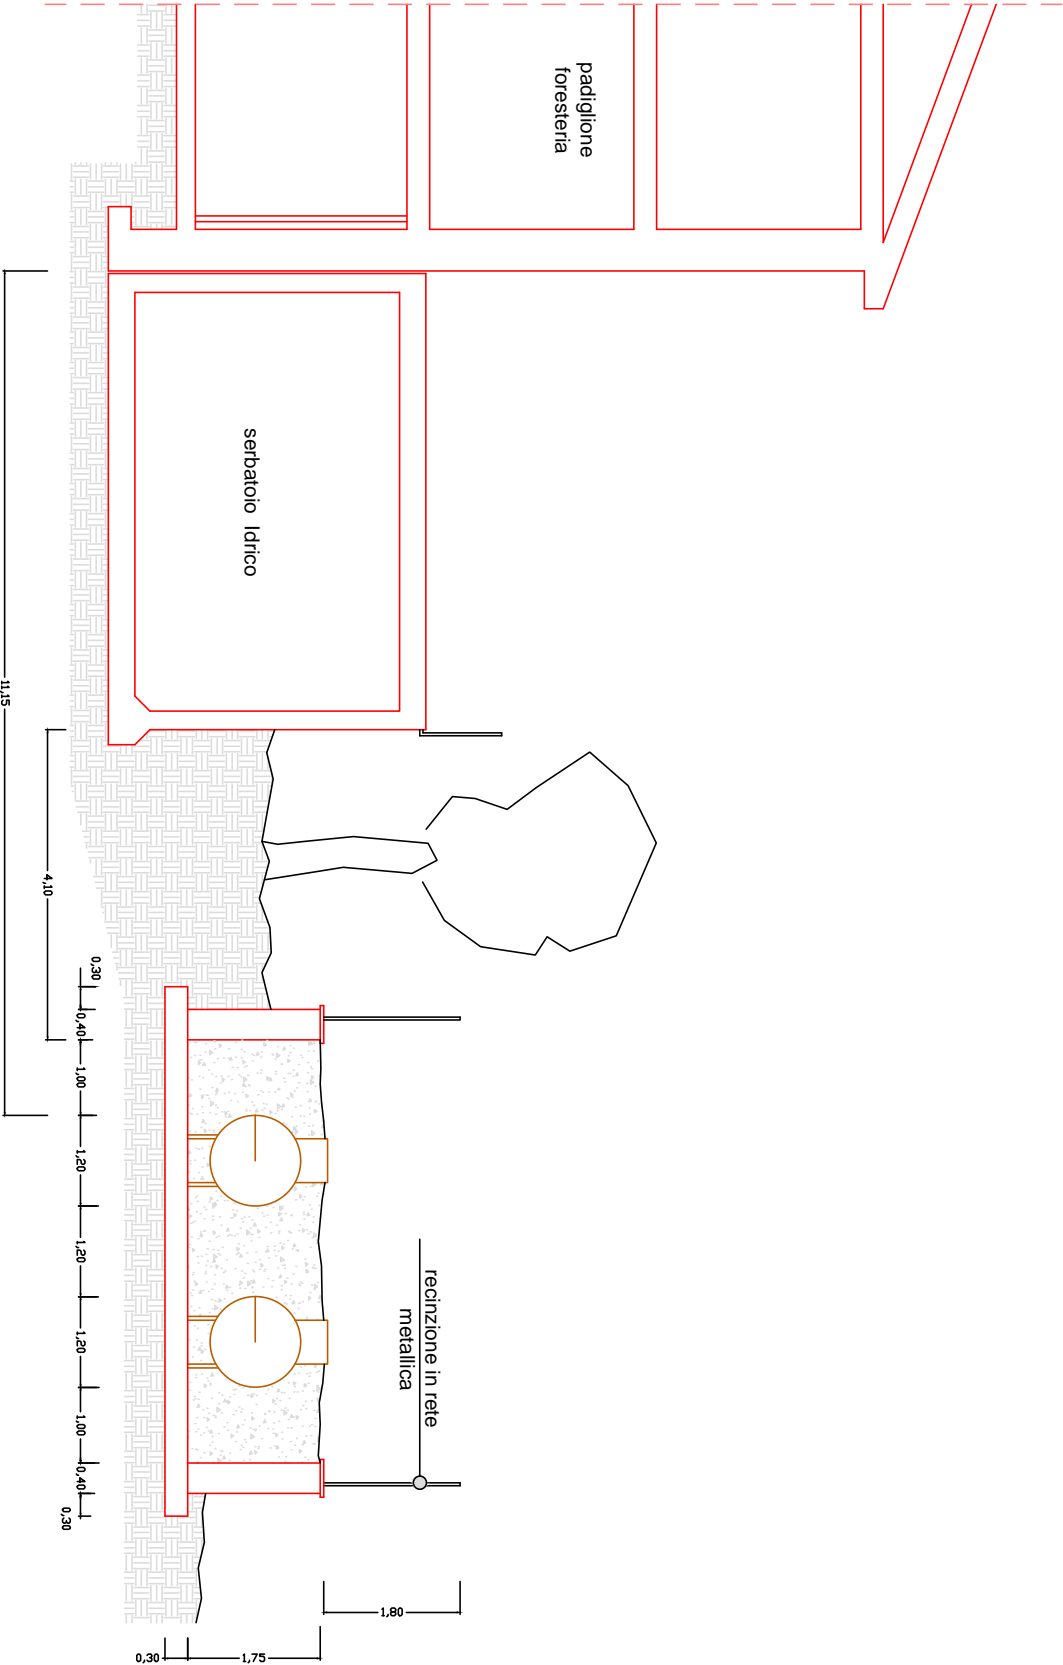 padiglione
foresteria
serbatoio Idrico
recinzione in rete
metallica
11,15
4,10
0,30
0,40
1,00
1,20
1,20
1,20
1,00
0,40
0,30
1,80
1,75
0,30